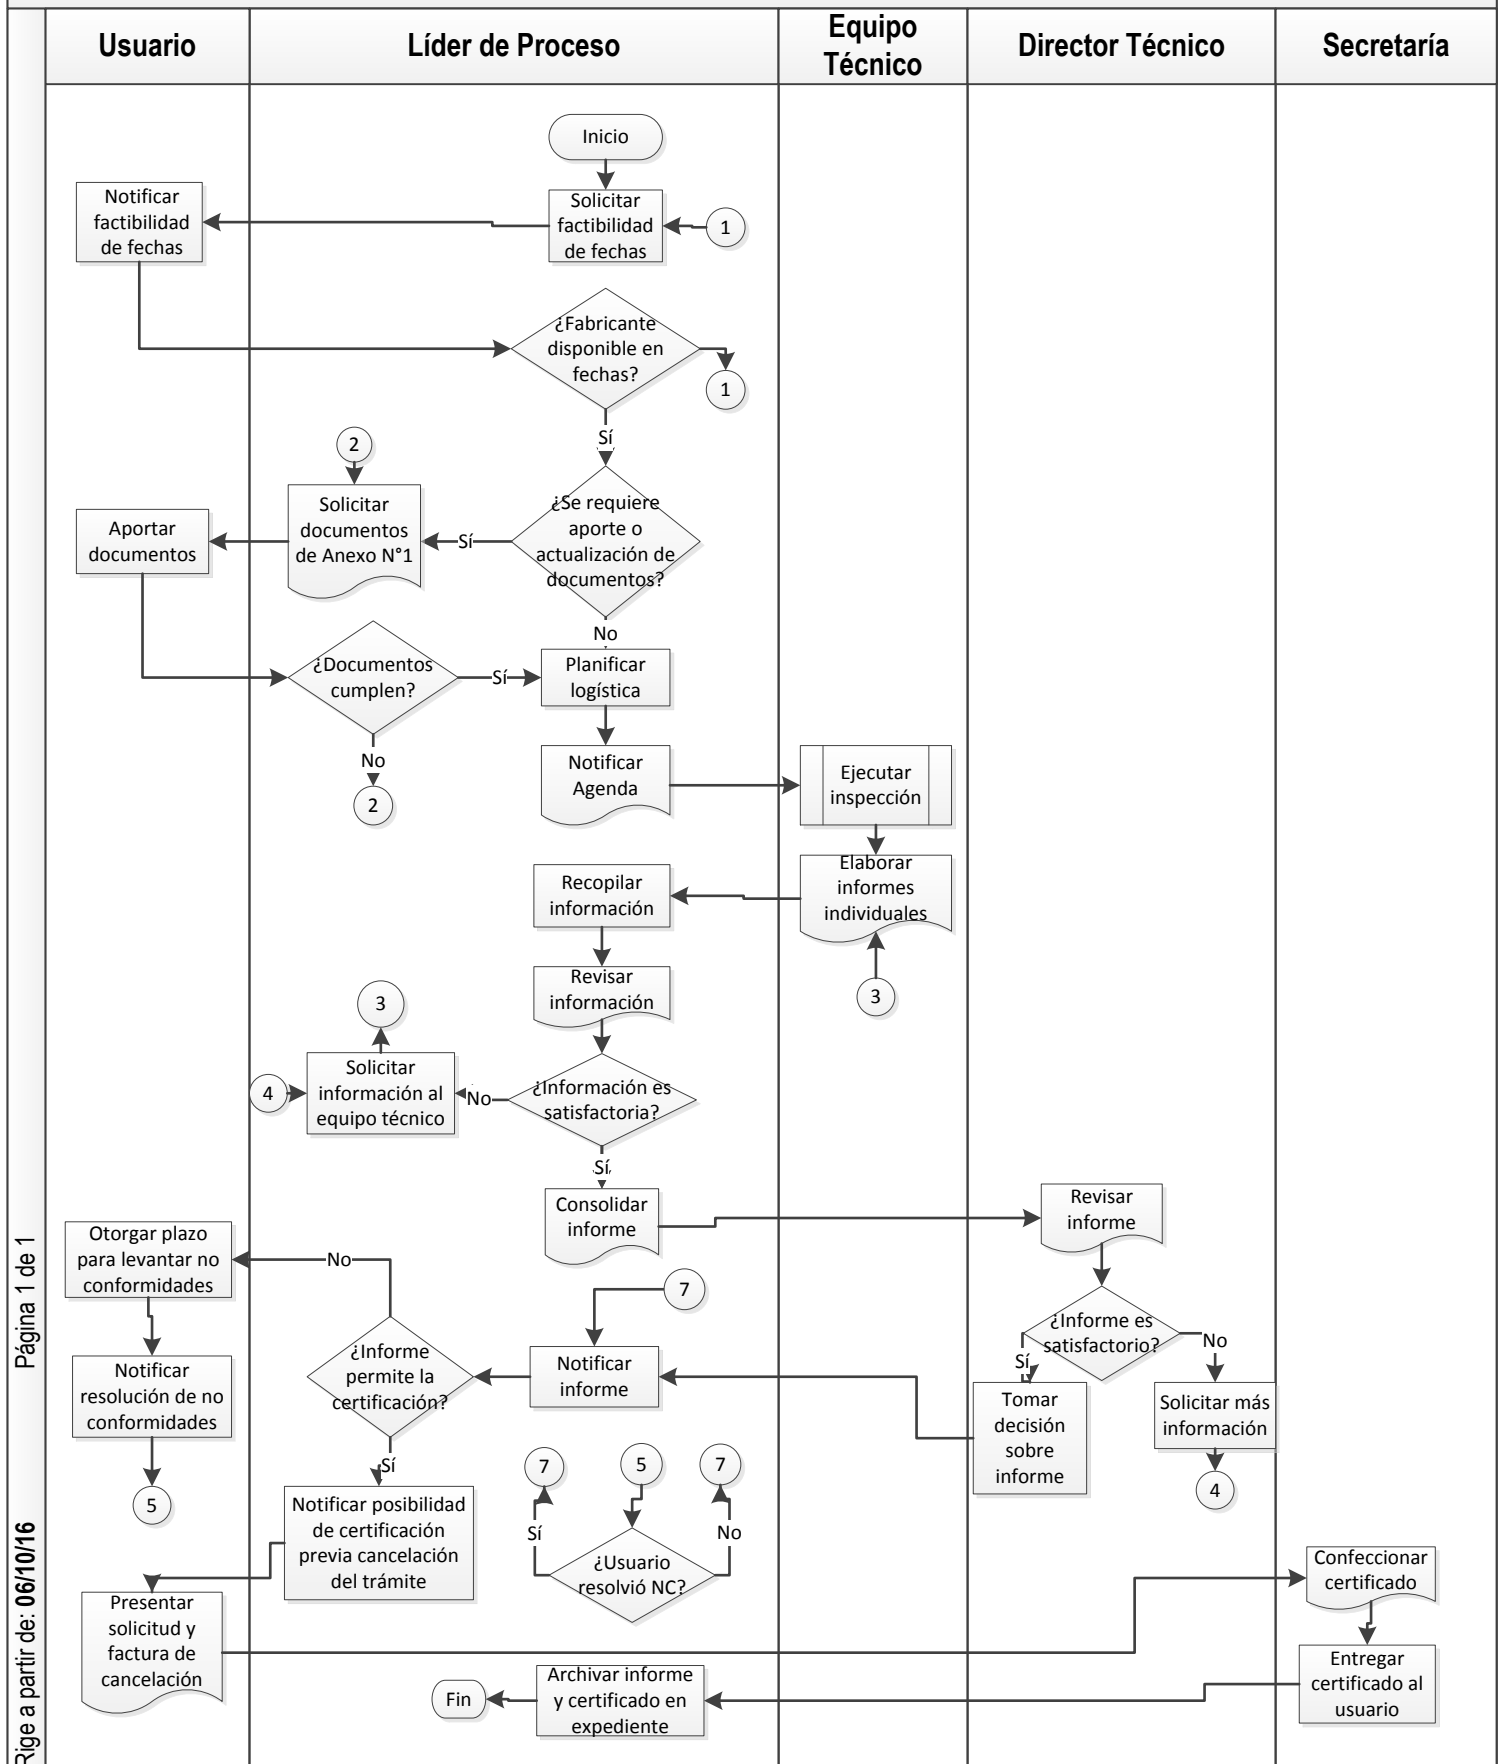 Usuario
Líder de Proceso
Equipo
Técnico
Director Técnico
Secretaría
Inicio
Notificar
factibilidad
de fechas
Solicitar
factibilidad
de fechas
1
¿Fabricante
disponible en
fechas?
1
Sí
2
Solicitar
documentos
de Anexo N°1
Aportar
documentos
Sí
¿Se requiere
aporte o
actualización de
documentos?
No
¿Documentos
cumplen?
Sí
Planificar
logística
No
2
Notificar
Agenda
Ejecutar
inspección
Elaborar
informes
individuales
3
Recopilar
información
Revisar
información
3
Solicitar
información al
equipo técnico
4
No
¿Información es
satisfactoria?
Sí
Consolidar
informe
Revisar
informe
Otorgar plazo
para levantar no
conformidades
No
7
¿Informe es
satisfactorio?
No
Sí
Notificar
resolución de no
conformidades
¿Informe
permite la
certificación?
Notificar
informe
Tomar
decisión
sobre
informe
Solicitar más
información
4
5
Sí
7
5
7
Sí
No
¿Usuario
resolvió NC?
Notificar posibilidad
de certificación
previa cancelación
del trámite
Presentar
solicitud y
factura de
cancelación
Confeccionar
certificado
Entregar
certificado al
usuario
Archivar informe
y certificado en
expediente
Fin
Rige a partir de: 06/10/16 Página 1 de 1